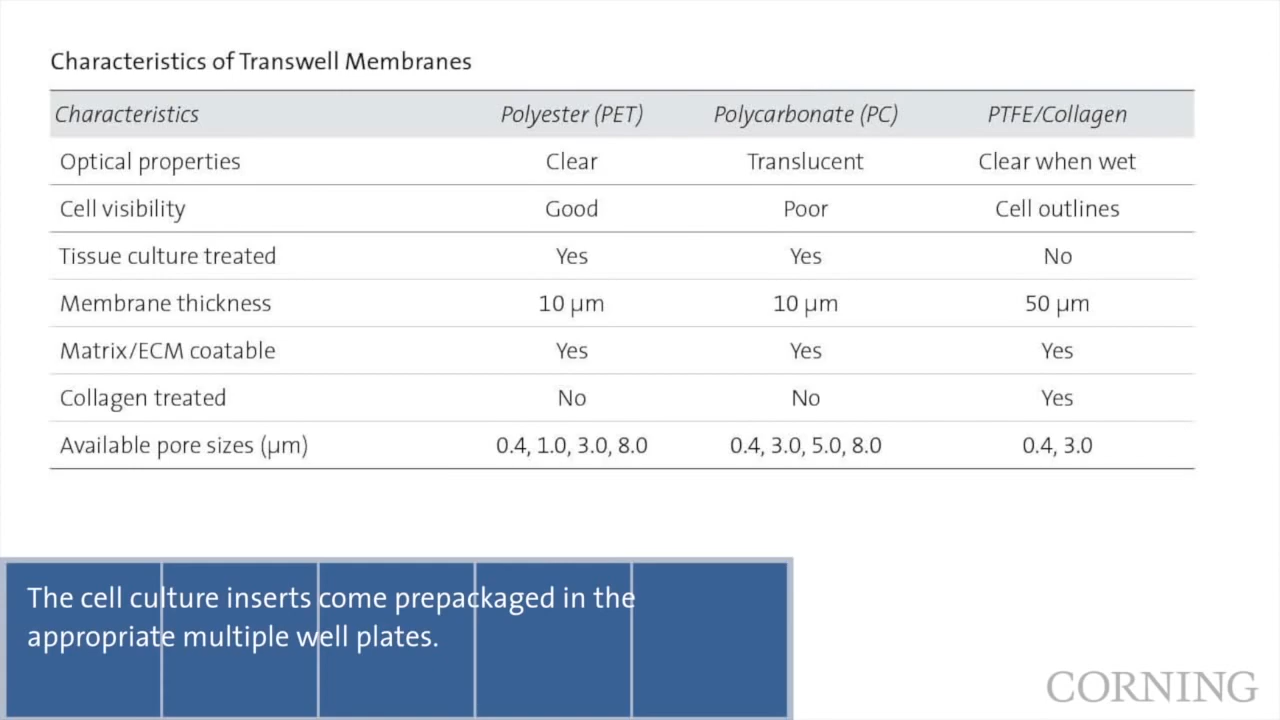 Characteristics of Transwell Membranes
Characteristics Polyester (PET) Polycarbonate (PC) PTFE/Collagen
Optical properties Clear Translucent Clear when wet
Cell visibility Good Poor Cell outlines
Tissue culture treated Yes Yes No
Membrane thickness 10 µm 10 µm 50 µm
Matrix/ECM coatable Yes Yes Yes
Collagen treated No No Yes
Available pore sizes (µm) 0.4, 1.0, 3.0, 8.0 0.4, 3.0, 5.0, 8.0 0.4, 3.0
The cell culture inserts come prepackaged in the
appropriate multiple well plates.
CORNING